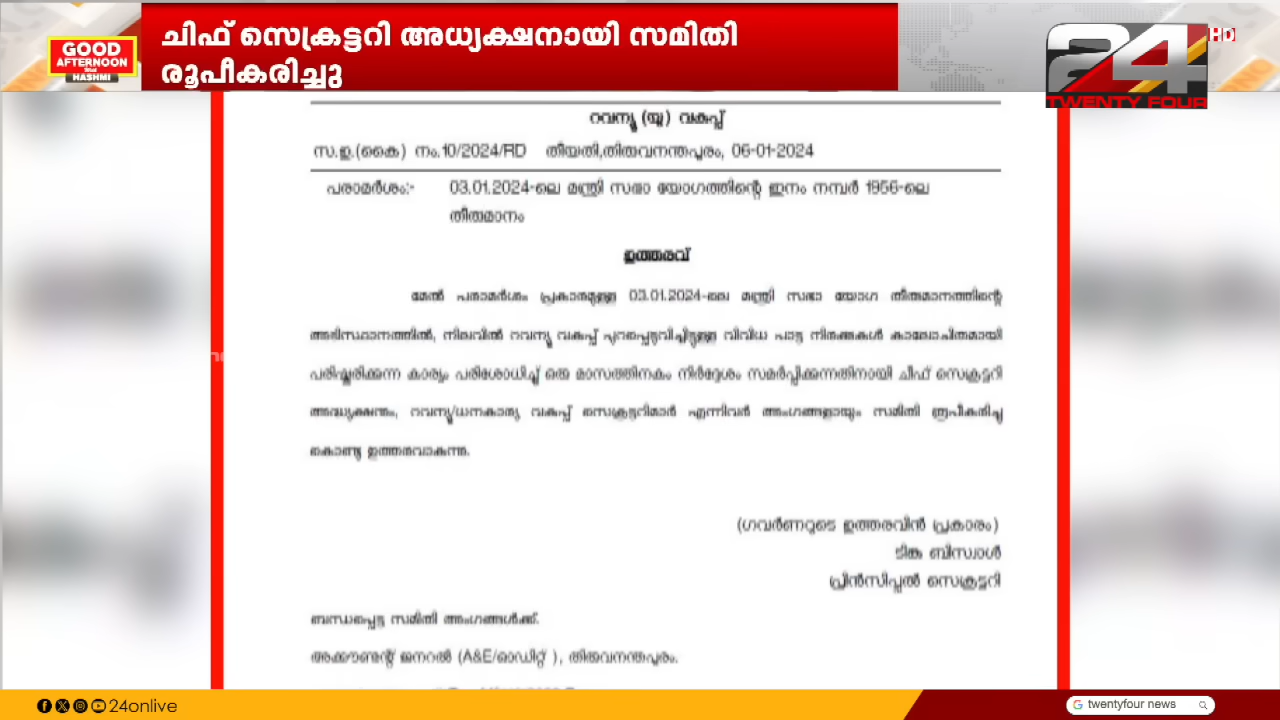 ചിഫ് സെക്രട്ടറി അധ്യക്ഷനായി സമിതി
രൂപീകരിച്ചു
GOOD
AFTERNOON
HASHMI
24
HD
TWENTY FOUR
റവന്യൂ (യു) വകുപ്പ്
സ.ഉ.(കൈ) നം.10/2024/RD തീയതി,തിരുവനന്തപുരം, 06-01-2024
പരാമർശം:- 03.01.2024-ലെ മന്ത്രി സഭാ യോഗത്തിന്റെ ഇനം നമ്പർ 1956-ലെ
തീരുമാനം
ഉത്തരവ്
മേൽ പരാമർശം പ്രകാരമുള്ള 03.01.2024-ലെ മന്ത്രി സഭാ യോഗ തീരുമാനത്തിന്റെ
അടിസ്ഥാനത്തിൽ, നിലവിൽ റവന്യൂ വകുപ്പ് പുറപ്പെടുവിച്ചിട്ടുള്ള വിവിധ പാട്ട നിരക്കുകൾ കാലോചിതമായി
പരിഷ്കരിക്കുന്ന കാര്യം പരിശോധിച്ച് ഒരു മാസത്തിനകം നിർദ്ദേശം സമർപ്പിക്കുന്നതിനായി ചീഫ് സെക്രട്ടറി
അദ്ധ്യക്ഷനും, റവന്യൂ/ധനകാര്യ വകുപ്പ് സെക്രട്ടറിമാർ എന്നിവർ അംഗങ്ങളായും സമിതി രൂപീകരിച്ചു
കൊണ്ടു ഉത്തരവാകുന്നു.
(ഗവർണറുടെ ഉത്തരവിൻ പ്രകാരം)
ടിങ്കു ബിസ്വാൾ
പ്രിൻസിപ്പൽ സെക്രട്ടറി
ബന്ധപ്പെട്ട സമിതി അംഗങ്ങൾക്ക്.
അക്കൗണ്ടന്റ് ജനറൽ (A&E/ഓഡിറ്റ് ), തിരുവനന്തപുരം.
24onlive
twentyfour news